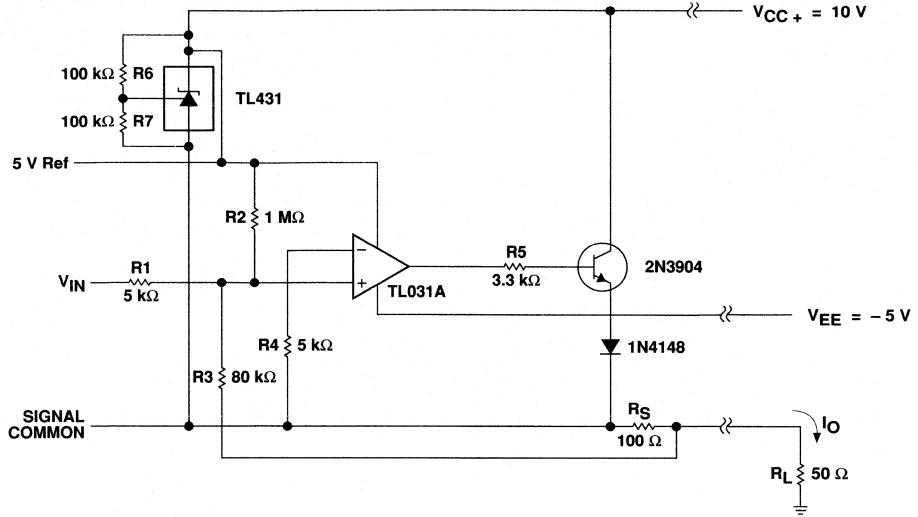 VCC + = 10 V
100 kΩ R6
TL431
100 kΩ R7
5 V Ref
R2 1 MΩ
R1
VIN
5 kΩ
−
+
TL031A
R5
3.3 kΩ
2N3904
VEE = − 5 V
R4 5 kΩ
1N4148
R3 80 kΩ
SIGNAL
COMMON
RS
100 Ω
IO
RL 50 Ω